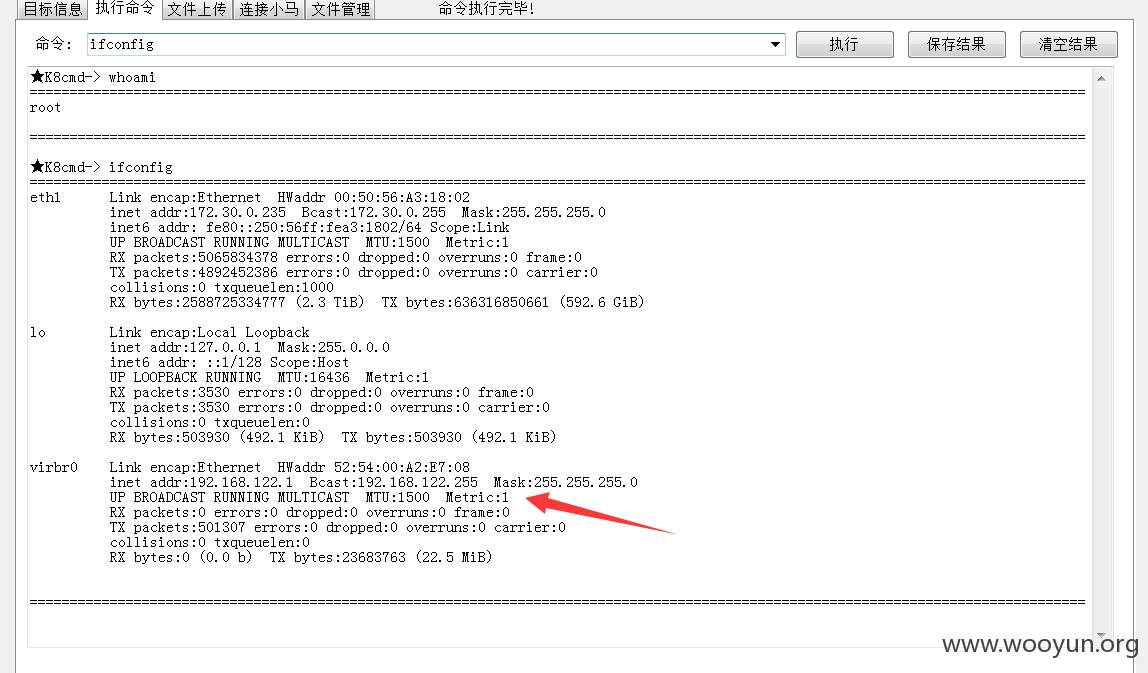 目标信息 执行命令 文件上传 连接小马 文件管理 命令执行完毕!
命令: ifconfig 执行 保存结果 清空结果
★K8cmd-> whoami
====================================================================================================================================
root
====================================================================================================================================
★K8cmd-> ifconfig
====================================================================================================================================
eth1 Link encap:Ethernet HWaddr 00:50:56:A3:18:02
inet addr:172.30.0.235 Bcast:172.30.0.255 Mask:255.255.255.0
inet6 addr: fe80::250:56ff:fea3:1802/64 Scope:Link
UP BROADCAST RUNNING MULTICAST MTU:1500 Metric:1
RX packets:5065834378 errors:0 dropped:0 overruns:0 frame:0
TX packets:4892452386 errors:0 dropped:0 overruns:0 carrier:0
collisions:0 txqueuelen:1000
RX bytes:2588725334777 (2.3 TiB) TX bytes:636316850661 (592.6 GiB)
lo Link encap:Local Loopback
inet addr:127.0.0.1 Mask:255.0.0.0
inet6 addr: ::1/128 Scope:Host
UP LOOPBACK RUNNING MTU:16436 Metric:1
RX packets:3530 errors:0 dropped:0 overruns:0 frame:0
TX packets:3530 errors:0 dropped:0 overruns:0 carrier:0
collisions:0 txqueuelen:0
RX bytes:503930 (492.1 KiB) TX bytes:503930 (492.1 KiB)
virbr0 Link encap:Ethernet HWaddr 52:54:00:A2:E7:08
inet addr:192.168.122.1 Bcast:192.168.122.255 Mask:255.255.255.0
UP BROADCAST RUNNING MULTICAST MTU:1500 Metric:1
RX packets:0 errors:0 dropped:0 overruns:0 frame:0
TX packets:501307 errors:0 dropped:0 overruns:0 carrier:0
collisions:0 txqueuelen:0
RX bytes:0 (0.0 b) TX bytes:23683763 (22.5 MiB)
====================================================================================================================================
www.wooyun.org